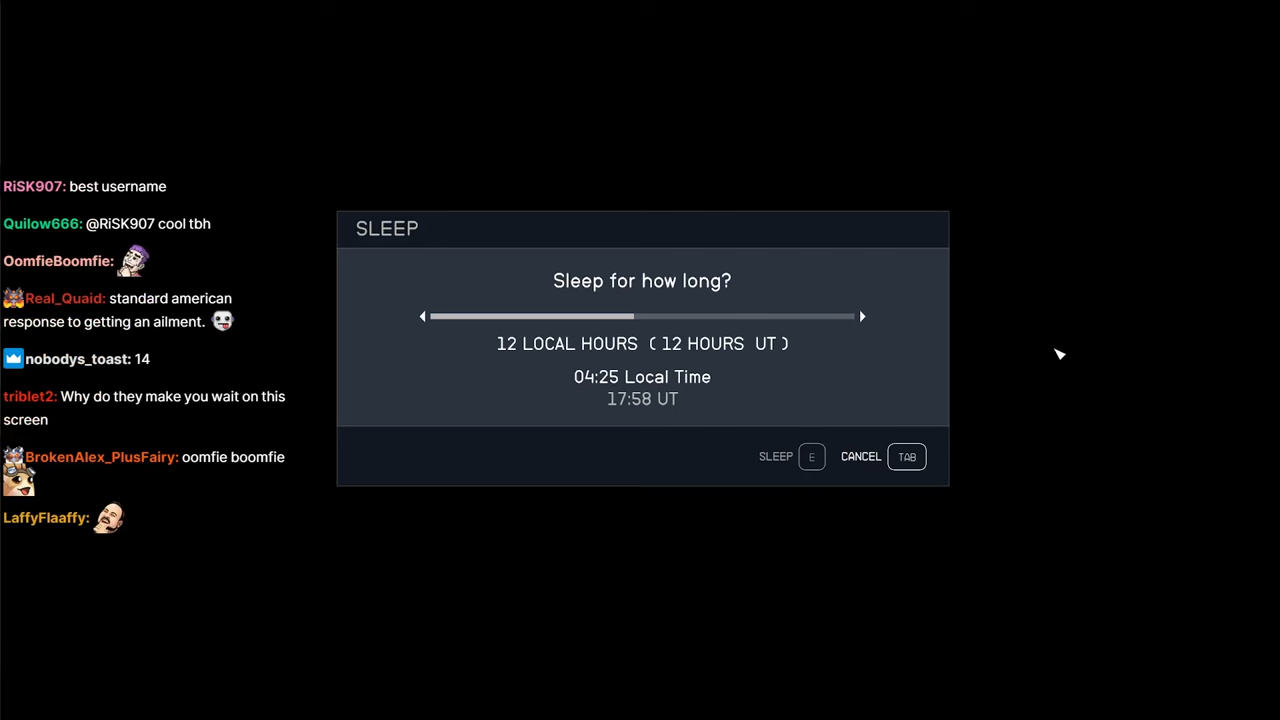 RiSK907: best username
Quilow666: @RiSK907 cool tbh
OomfieBoomfie:
Real_Quaid: standard american
response to getting an ailment.
nobodys_toast: 14
triblet2: Why do they make you wait on this
screen
BrokenAlex_PlusFairy: oomfie boomfie
LaffyFlaaffy:
SLEEP
Sleep for how long?
12 LOCAL HOURS ( 12 HOURS UT )
04:25 Local Time
17:58 UT
SLEEP E CANCEL TAB